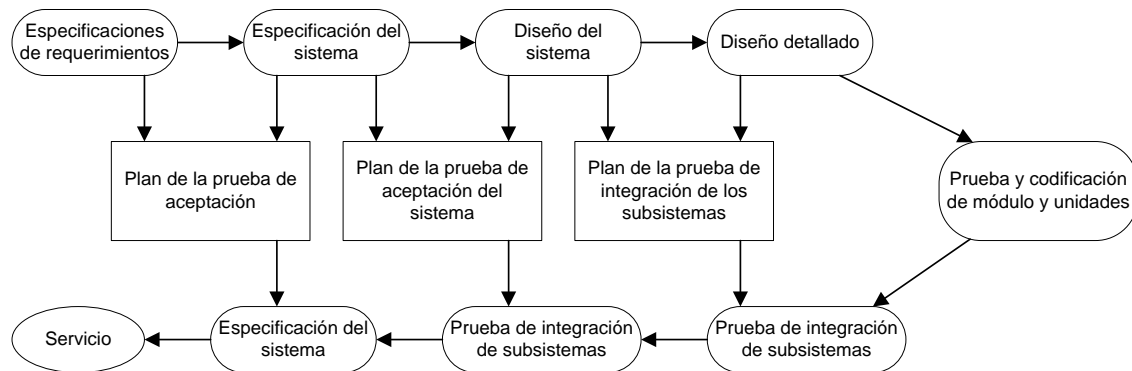 Especificaciones
de requerimientos
Especificación del
sistema
Diseño del
sistema
Diseño detallado
Plan de la prueba de
aceptación
Plan de la prueba de
aceptación del
sistema
Plan de la prueba de
integración de los
subsistemas
Prueba y codificación
de módulo y unidades
Servicio
Especificación del
sistema
Prueba de integración
de subsistemas
Prueba de integración
de subsistemas